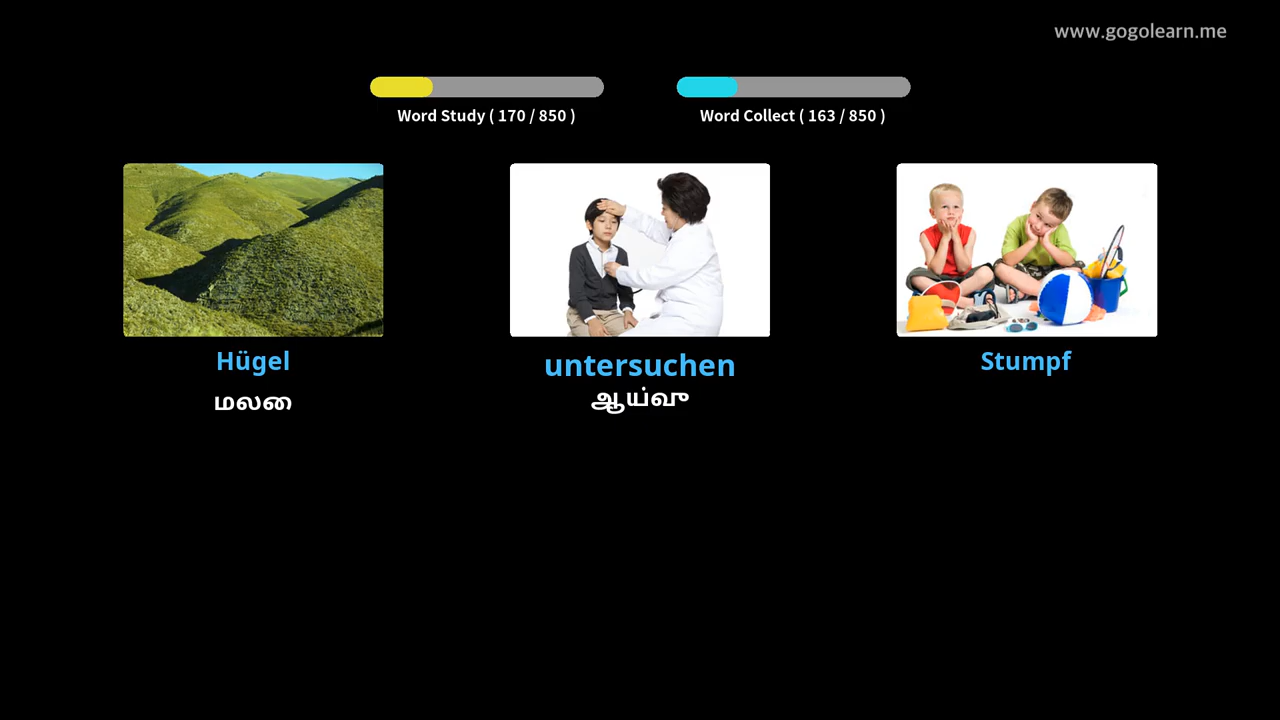 www.gogolearn.me
Word Study ( 170 / 850 )
Word Collect ( 163 / 850 )
Hügel
untersuchen
Stumpf
மலை
ஆய்வு